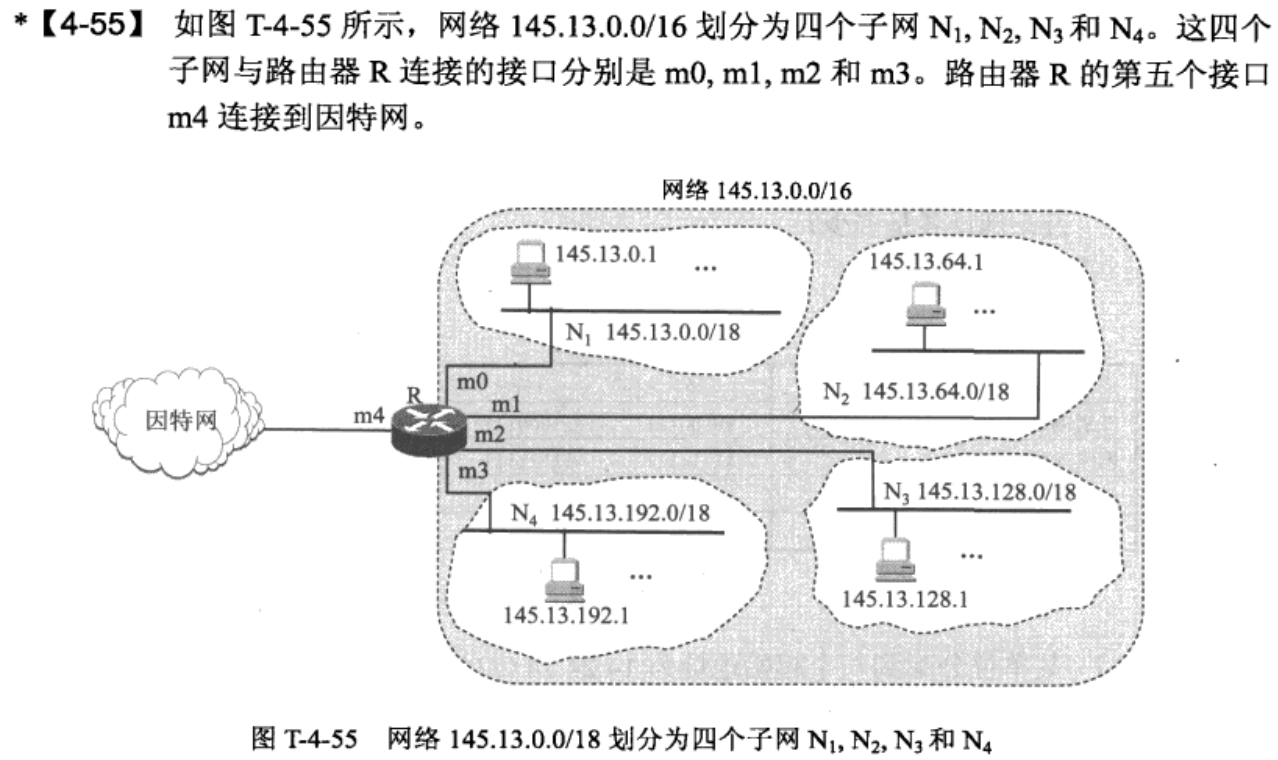 *【4-55】 如图 T-4-55 所示，网络 145.13.0.0/16 划分为四个子网 N₁, N₂, N₃ 和 N₄。这四个
子网与路由器 R 连接的接口分别是 m0, m1, m2 和 m3。路由器 R 的第五个接口
m4 连接到因特网。
网络 145.13.0.0/16
145.13.0.1 ...
145.13.64.1
...
N₁ 145.13.0.0/18
m0
N₂ 145.13.64.0/18
R
m1
m4
因特网
m2
m3
N₃ 145.13.128.0/18
N₄ 145.13.192.0/18
...
...
145.13.128.1
145.13.192.1
图 T-4-55 网络 145.13.0.0/18 划分为四个子网 N₁, N₂, N₃ 和 N₄